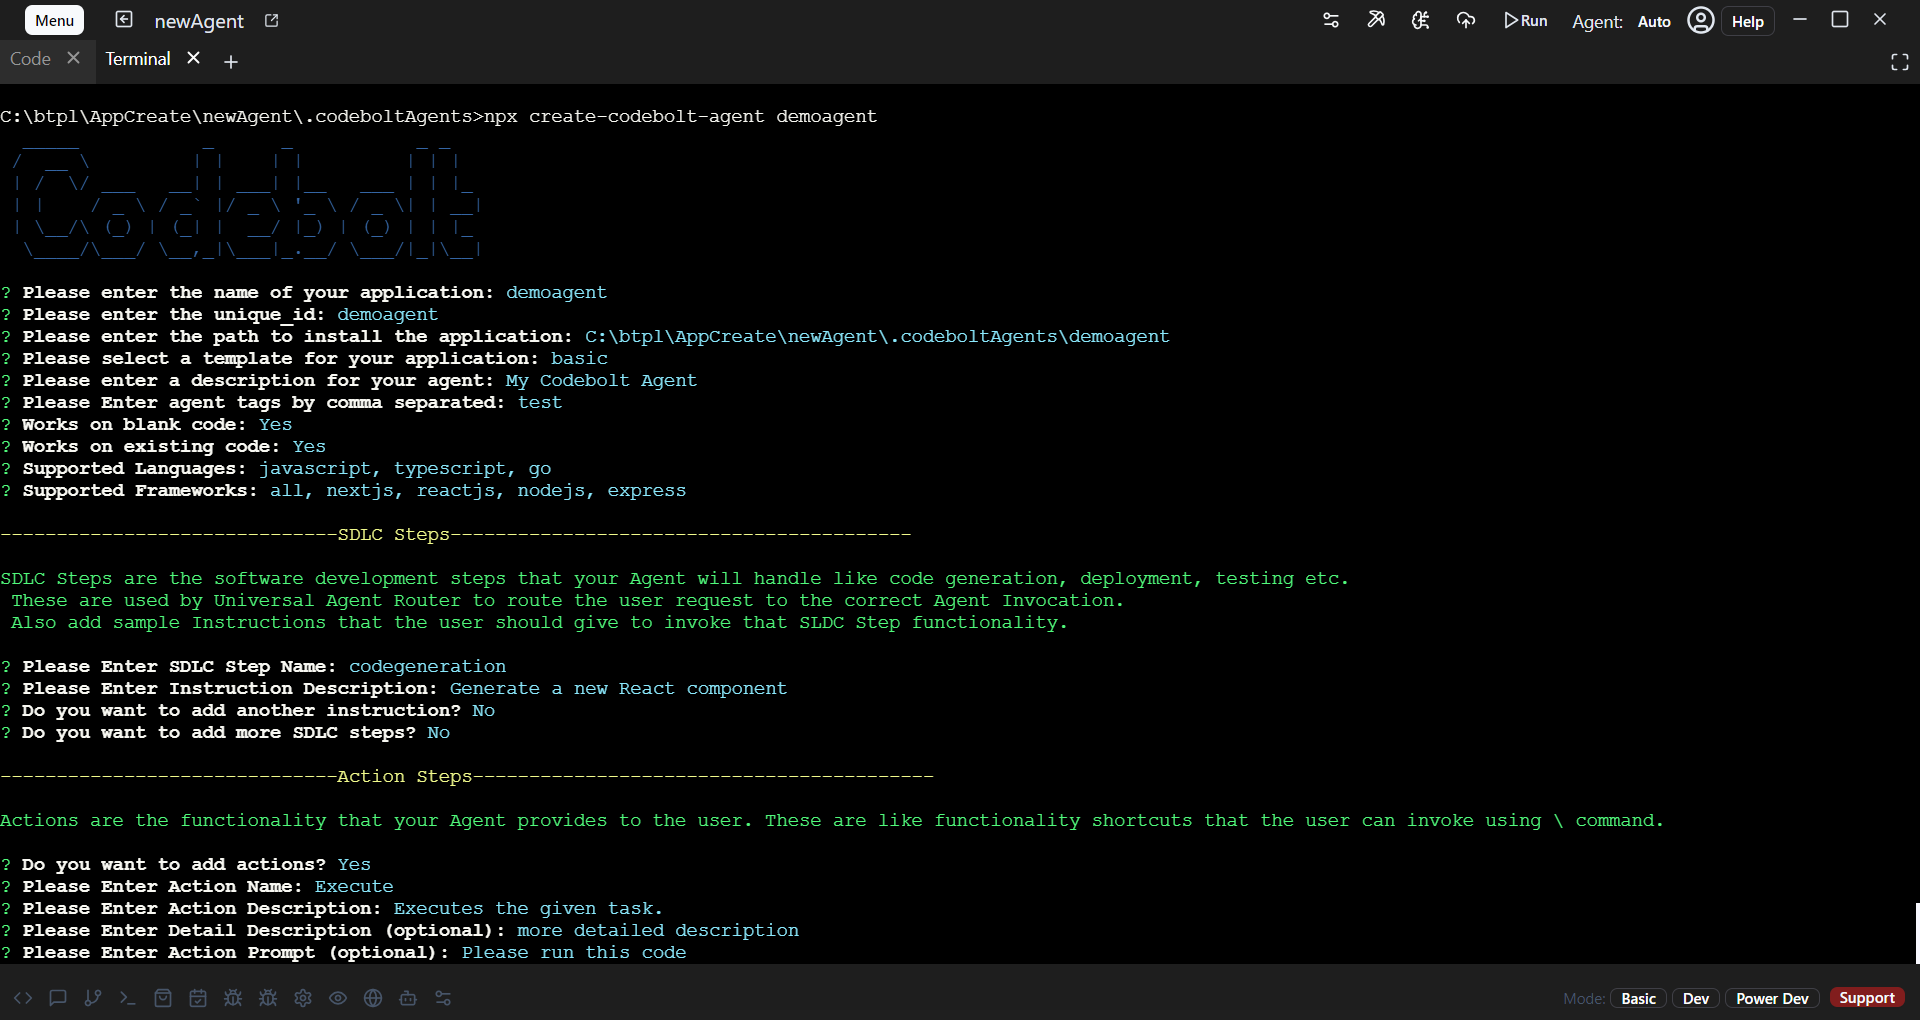 Menu newAgent Run Agent: Auto Help
Code Terminal
C:\btpl\AppCreate\newAgent\.codeboltAgents>npx create-codebolt-agent demoagent
Codebolt
? Please enter the name of your application: demoagent
? Please enter the unique_id: demoagent
? Please enter the path to install the application: C:\btpl\AppCreate\newAgent\.codeboltAgents\demoagent
? Please select a template for your application: basic
? Please enter a description for your agent: My Codebolt Agent
? Please Enter agent tags by comma separated: test
? Works on blank code: Yes
? Works on existing code: Yes
? Supported Languages: javascript, typescript, go
? Supported Frameworks: all, nextjs, reactjs, nodejs, express
------------------------------SDLC Steps-----------------------------------------
SDLC Steps are the software development steps that your Agent will handle like code generation, deployment, testing etc.
These are used by Universal Agent Router to route the user request to the correct Agent Invocation.
Also add sample Instructions that the user should give to invoke that SLDC Step functionality.
? Please Enter SDLC Step Name: codegeneration
? Please Enter Instruction Description: Generate a new React component
? Do you want to add another instruction? No
? Do you want to add more SDLC steps? No
------------------------------Action Steps-----------------------------------------
Actions are the functionality that your Agent provides to the user. These are like functionality shortcuts that the user can invoke using \ command.
? Do you want to add actions? Yes
? Please Enter Action Name: Execute
? Please Enter Action Description: Executes the given task.
? Please Enter Detail Description (optional): more detailed description
? Please Enter Action Prompt (optional): Please run this code
Mode: Basic Dev Power Dev Support